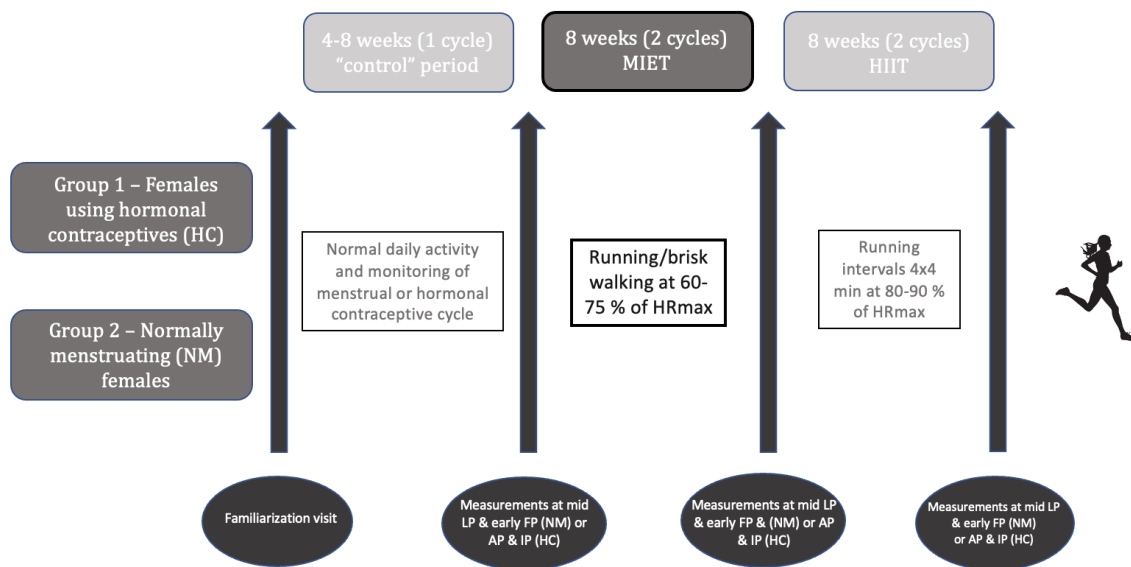 4-8 weeks (1 cycle)
“control” period
8 weeks (2 cycles)
MIET
8 weeks (2 cycles)
HIIT
Group 1 – Females
using hormonal
contraceptives (HC)
Group 2 – Normally
menstruating (NM)
females
Normal daily activity
and monitoring of
menstrual or hormonal
contraceptive cycle
Running/brisk
walking at 60-
75 % of HRmax
Running
intervals 4x4
min at 80-90 %
of HRmax
Familiarization visit
Measurements at mid
LP & early FP (NM) or
AP & IP (HC)
Measurements at mid LP
& early FP & (NM) or AP
& IP (HC)
Measurements at mid LP
& early FP (NM)
or AP & IP (HC)